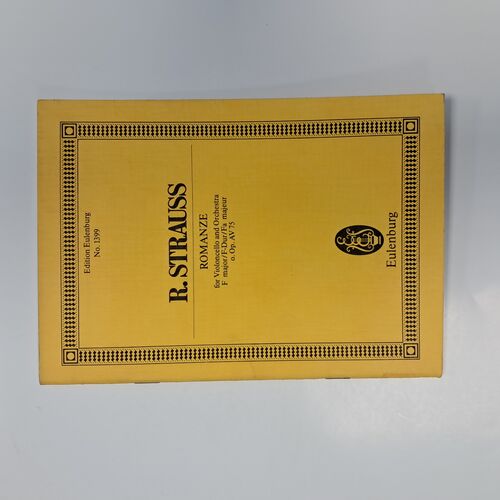 Edition Eulenburg
No. 1399
R. STRAUSS
ROMANZE
for Violoncello and Orchestra
F major/F-Dur/Fa majeur
o. Op. AV 75
Eulenburg